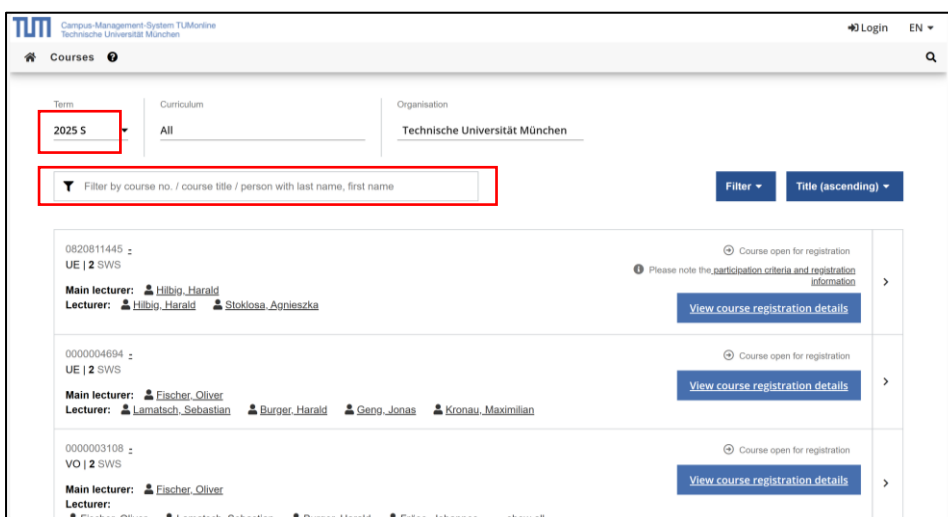 TUM
Campus-Management-System TUMonline
Technische Universität München
Login EN
Courses
Term Curriculum Organisation
2025 S All Technische Universität München
Filter by course no. / course title / person with last name, first name
Filter Title (ascending)
0820811445 -
UE | 2 SWS
Course open for registration
Please note the participation criteria and registration
information
Main lecturer: Hilbig, Harald
Lecturer: Hilbig, Harald Stoklosa, Agnieszka
View course registration details
0000004694 -
UE | 2 SWS
Course open for registration
View course registration details
Main lecturer: Fischer, Oliver
Lecturer: Lamatsch, Sebastian Burger, Harald Geng, Jonas Kronau, Maximilian
0000003108 -
VO | 2 SWS
Course open for registration
View course registration details
Main lecturer: Fischer, Oliver
Lecturer: